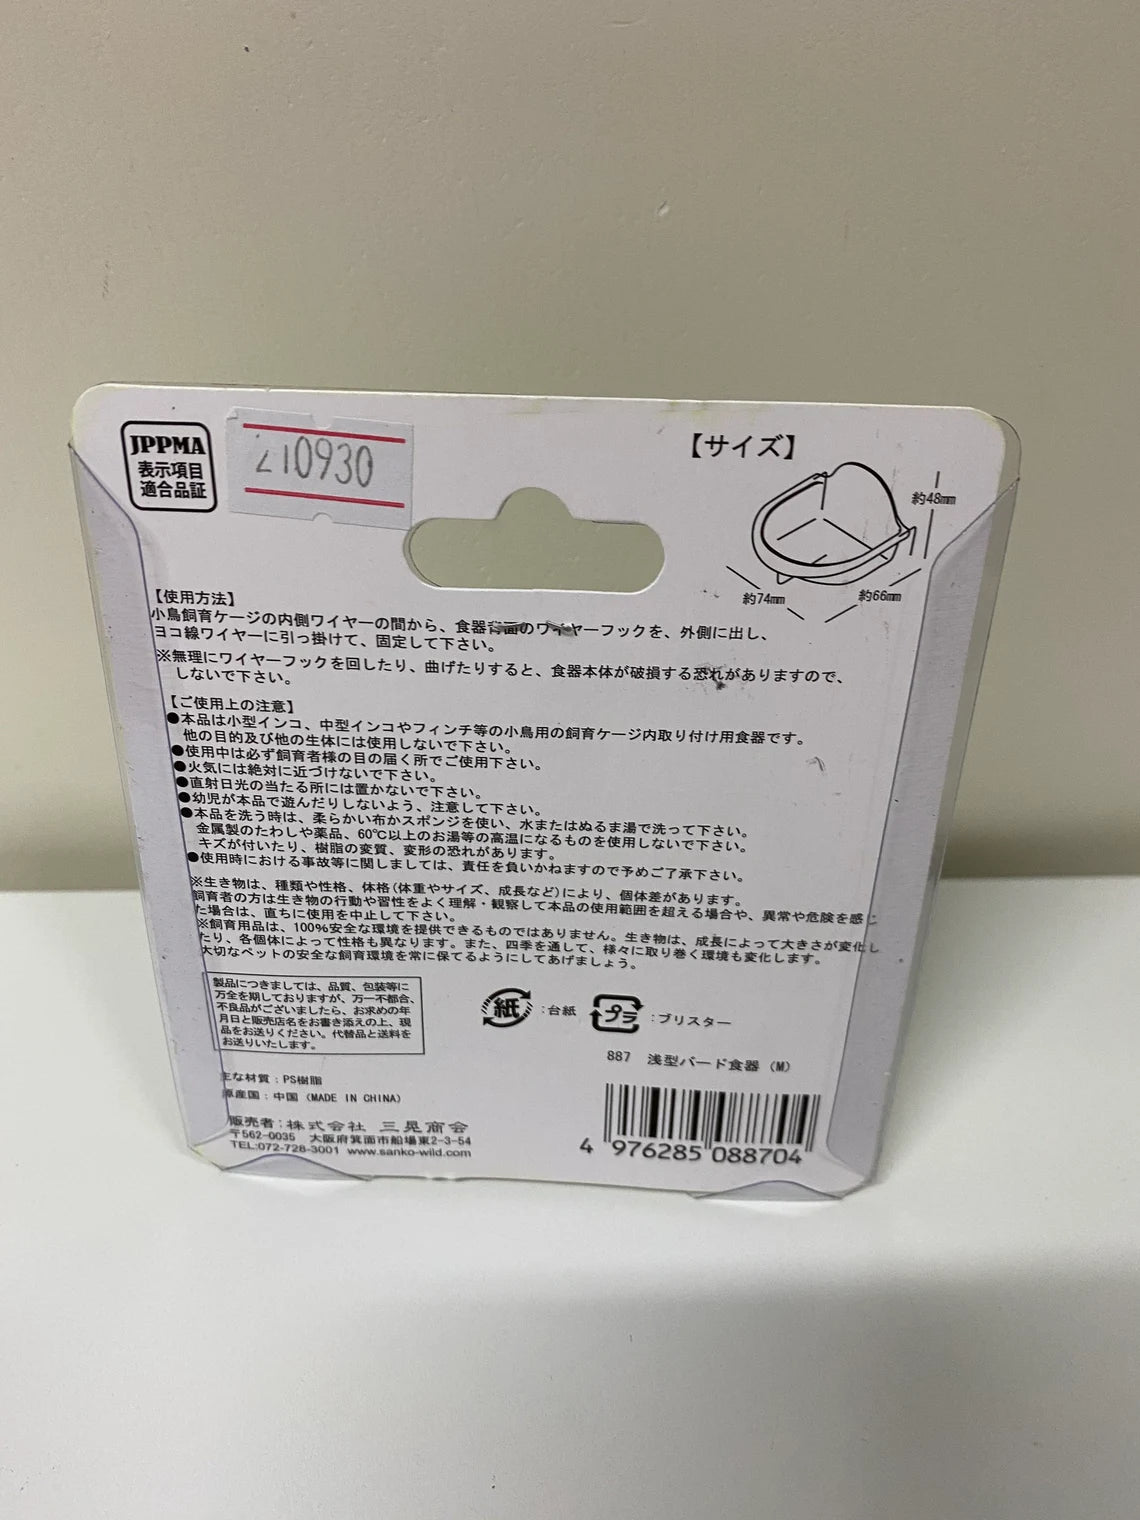 JPPMA
表示項目
適合品証
210930
【サイズ】
約48mm
約74mm
約66mm
【使用方法】
小鳥飼育ケージの内側ワイヤーの間から、食器背面のワイヤーフックを、外側に出し、
ヨコ線ワイヤーに引っ掛けて、固定して下さい。
※無理にワイヤーフックを回したり、曲げたりすると、食器本体が破損する恐れがありますので、
しないで下さい。
【ご使用上の注意】
●本品は小型インコ、中型インコやフィンチ等の小鳥用の飼育ケージ内取り付け用食器です。
他の目的及び他の生体には使用しないで下さい。
●使用中は必ず飼育者様の目の届く所でご使用下さい。
●火気には絶対に近づけないで下さい。
●直射日光の当たる所には置かないで下さい。
●幼児が本品で遊んだりしないよう、注意して下さい。
●本品を洗う時は、柔らかい布かスポンジを使い、水またはぬるま湯で洗って下さい。
金属製のたわしや薬品、60℃以上のお湯等の高温になるものを使用しないで下さい。
キズが付いたり、樹脂の変質、変形の恐れがあります。
●使用時における事故等に関しましては、責任を負いかねますので予めご了承下さい。
※生き物は、種類や性格、体格(体重やサイズ、成長など)により、個体差があります。
飼育者の方は生き物の行動や習性をよく理解・観察して本品の使用範囲を超える場合や、異常や危険を感じ
た場合は、直ちに使用を中止して下さい。
※飼育用品は、100%安全な環境を提供できるものではありません。生き物は、成長によって大きさが変化し
たり、各個体によって性格も異なります。また、四季を通して、様々に取り巻く環境も変化します。
大切なペットの安全な飼育環境を常に保てるようにしてあげましょう。
製品につきましては、品質、包装等に
万全を期しておりますが、万一不都合、
不良品がございましたら、お求めの年
月日と販売店名をお書き添えの上、現
品をお送りください。代替品と送料を
お送りいたします。
紙 :台紙 プラ :ブリスター
887 浅型バード食器 (M)
主な材質:PS樹脂
原産国:中国 (MADE IN CHINA)
販売者:株式会社 三晃商会
〒562-0035 大阪府箕面市船場東2-3-54
TEL:072-728-3001 www.sanko-wild.com
4 976285 088704